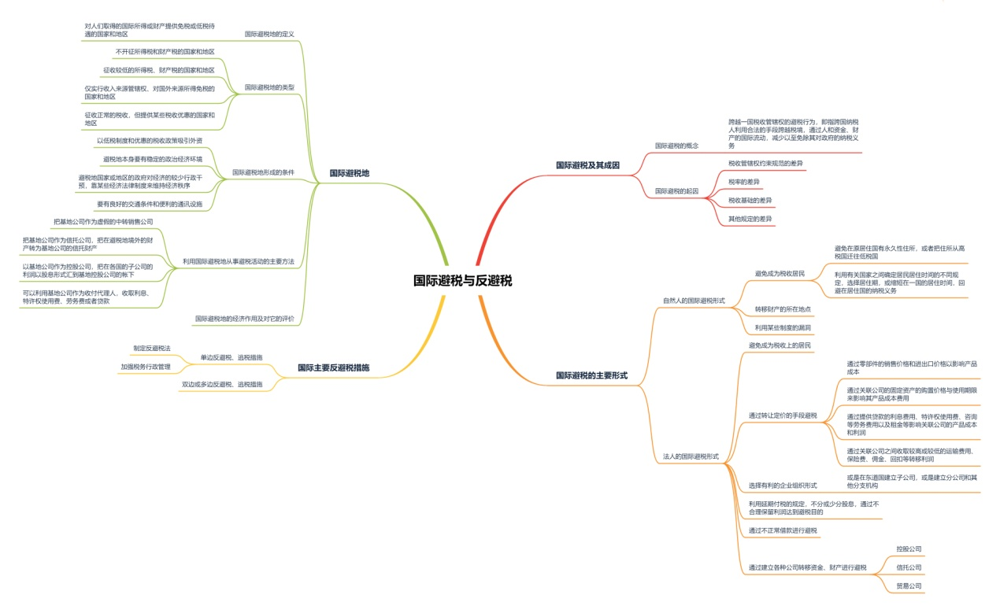 国际避税与反避税
国际避税及其成因
国际避税的概念
跨越一国税收管辖权的避税行为，即指跨国纳税
人利用合法的手段跨越税境，通过人和资金、财
产的国际流动，减少以至免除其对政府的纳税义
务
国际避税的起因
税收管辖权约束规范的差异
税率的差异
税收基础的差异
其他规定的差异
国际避税的主要形式
自然人的国际避税形式
避免成为税收居民
避免在原居住国有永久性住所，或者把住所从高
税国迁往低税国
利用有关国家之间确定居民居住时间的不同规
定，选择居住期，或缩短在一国的居住时间，回
避在居住国的纳税义务
转移财产的所在地点
利用某些制度的漏洞
法人的国际避税形式
避免成为税收上的居民
通过转让定价的手段避税
通过零部件的销售价格和进出口价格以影响产品
成本
通过关联公司的固定资产的购置价格与使用期限
来影响其产品成本费用
通过提供贷款的利息费用、特许权使用费、咨询
等劳务费用以及租金等影响关联公司的产品成本
和利润
通过关联公司之间收取较高或较低的运输费用、
保险费、佣金、回扣等转移利润
选择有利的企业组织形式
或是在东道国建立子公司，或是建立分公司和其
他分支机构
利用延期付税的规定，不分或少分股息，通过不
合理保留利润达到避税目的
通过不正常借款进行避税
通过建立各种公司转移资金、财产进行避税
控股公司
信托公司
贸易公司
国际避税地
国际避税地的定义
对人们取得的国际所得或财产提供免税或低税待
遇的国家和地区
国际避税地的类型
不开征所得税和财产税的国家和地区
征收较低的所得税、财产税的国家和地区
仅实行收入来源管辖权，对国外来源所得免税的
国家和地区
征收正常的税收，但提供某些税收优惠的国家和
地区
国际避税地形成的条件
以低税制度和优惠的税收政策吸引外资
避税地本身要有稳定的政治经济环境
避税地国家或地区的政府对经济的较少行政干
预，靠某些经济法律制度来维持经济秩序
要有良好的交通条件和便利的通讯设施
利用国际避税地从事避税活动的主要方法
把基地公司作为虚假的中转销售公司
把基地公司作为信托公司，把在避税地境外的财
产转为基地公司的信托财产
以基地公司作为控股公司，把在各国的子公司的
利润以股息形式汇到基地控股公司的帐下
可以利用基地公司作为收付代理人，收取利息、
特许权使用费、劳务费或者贷款
国际避税地的经济作用及对它的评价
国际主要反避税措施
单边反避税、逃税措施
制定反避税法
加强税务行政管理
双边或多边反避税、逃税措施